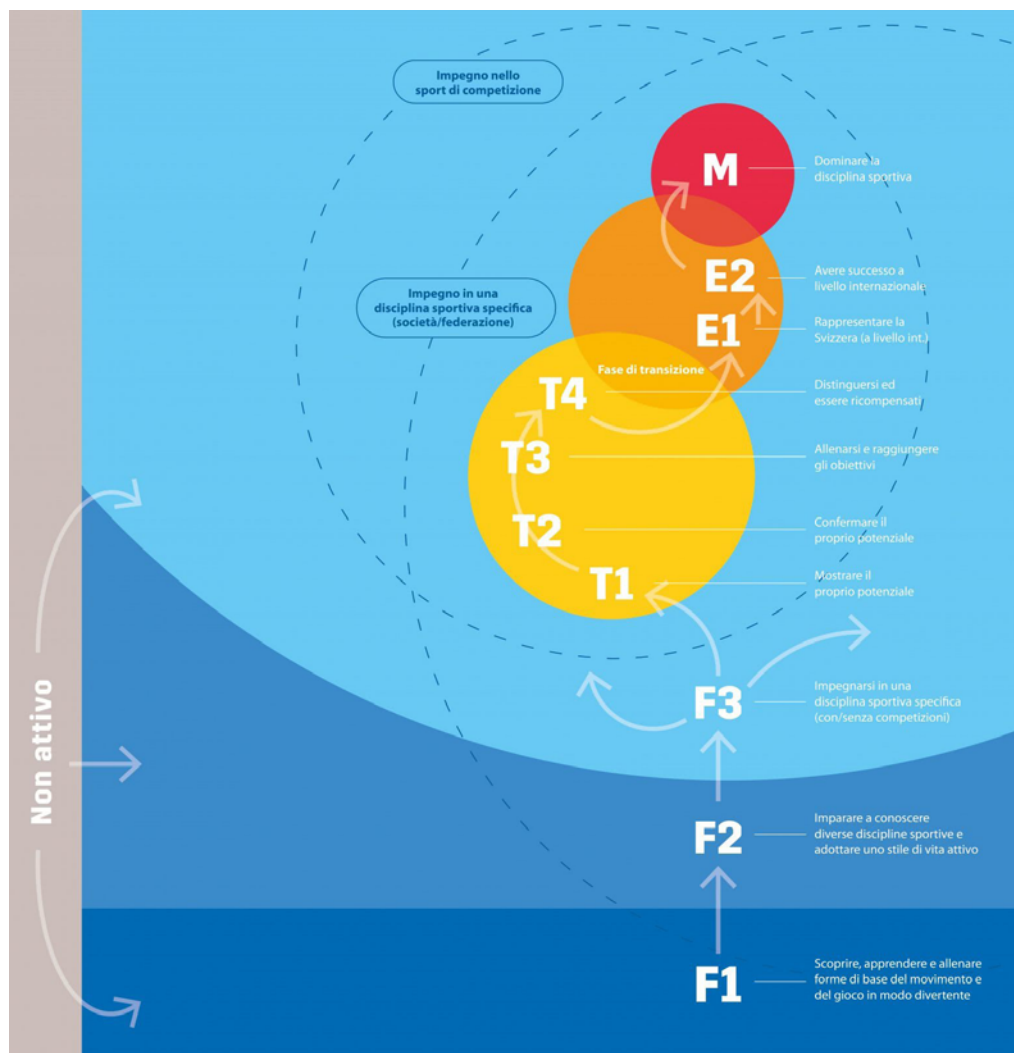 Impegno nello
sport di competizione
M
Dominare la
disciplina sportiva
E2
Avere successo a
livello internazionale
Impegno in una
disciplina sportiva specifica
(società/federazione)
E1
Rappresentare la
Svizzera (a livello int.)
Fase di transizione
T4
Distinguersi ed
essere ricompensati
T3
Allenarsi e raggiungere
gli obiettivi
T2
Confermare il
proprio potenziale
T1
Mostrare il
proprio potenziale
F3
Impegnarsi in una
disciplina sportiva specifica
(con/senza competizioni)
Non attivo
F2
Imparare a conoscere
diverse discipline sportive e
adottare uno stile di vita attivo
F1
Scoprire, apprendere e allenare
forme di base del movimento e
del gioco in modo divertente